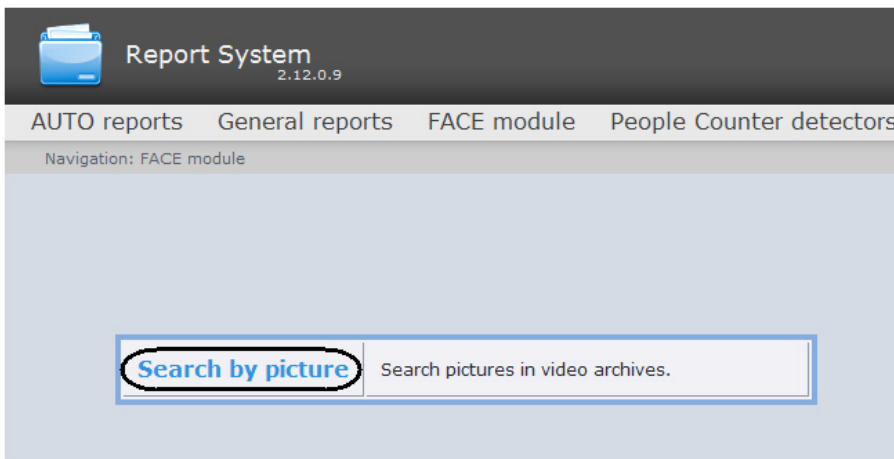 Report System
2.12.0.9
AUTO reports General reports FACE module People Counter detectors
Navigation: FACE module
Search by picture Search pictures in video archives.